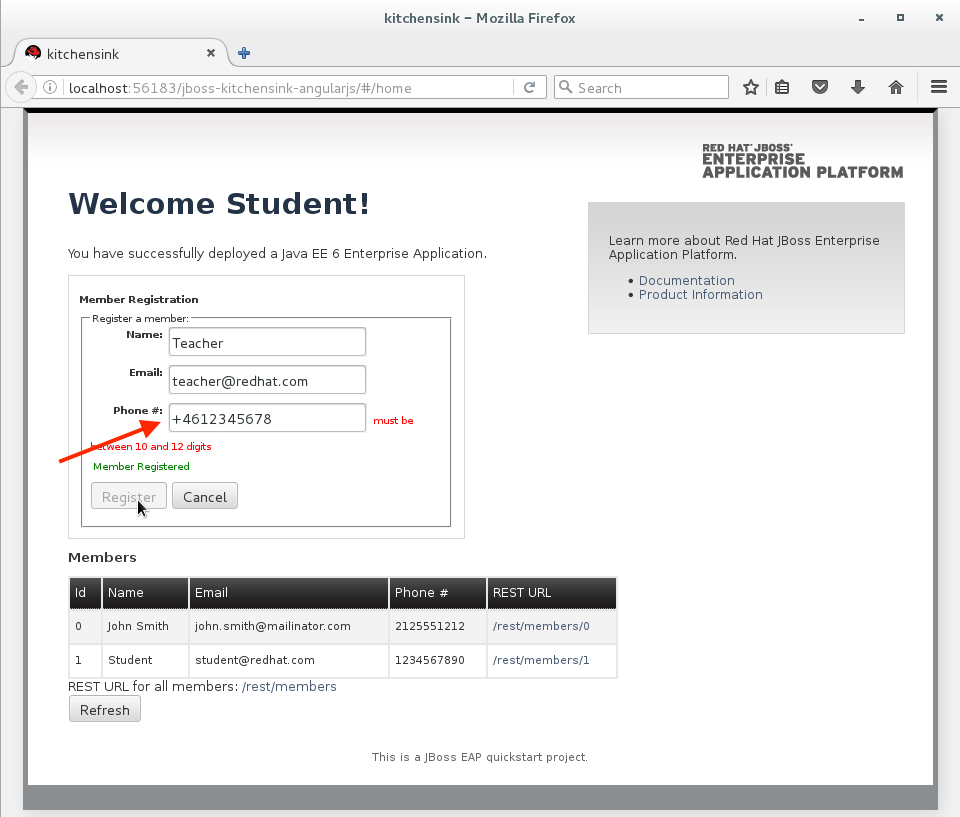 kitchensink – Mozilla Firefox
kitchensink
localhost:56183/jboss-kitchensink-angularjs/#/home
Search
RED HAT JBOSS
ENTERPRISE
APPLICATION PLATFORM
Welcome Student!
You have successfully deployed a Java EE 6 Enterprise Application.
Learn more about Red Hat JBoss Enterprise
Application Platform.
• Documentation
• Product Information
Member Registration
Register a member:
Name: Teacher
Email: teacher@redhat.com
Phone #: +4612345678 must be
between 10 and 12 digits
Member Registered
Register Cancel
Members
Id Name Email Phone # REST URL
0 John Smith john.smith@mailinator.com 2125551212 /rest/members/0
1 Student student@redhat.com 1234567890 /rest/members/1
REST URL for all members: /rest/members
Refresh
This is a JBoss EAP quickstart project.